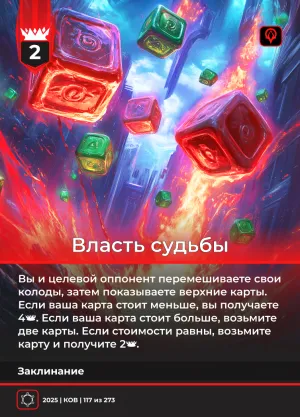 2
Власть судьбы
Вы и целевой оппонент перемешиваете свои
колоды, затем показываете верхние карты.
Если ваша карта стоит меньше, вы получаете
4. Если ваша карта стоит больше, возьмите
две карты. Если стоимости равны, возьмите
карту и получите 2.
Заклинание
2025 | КОВ | 117 из 273